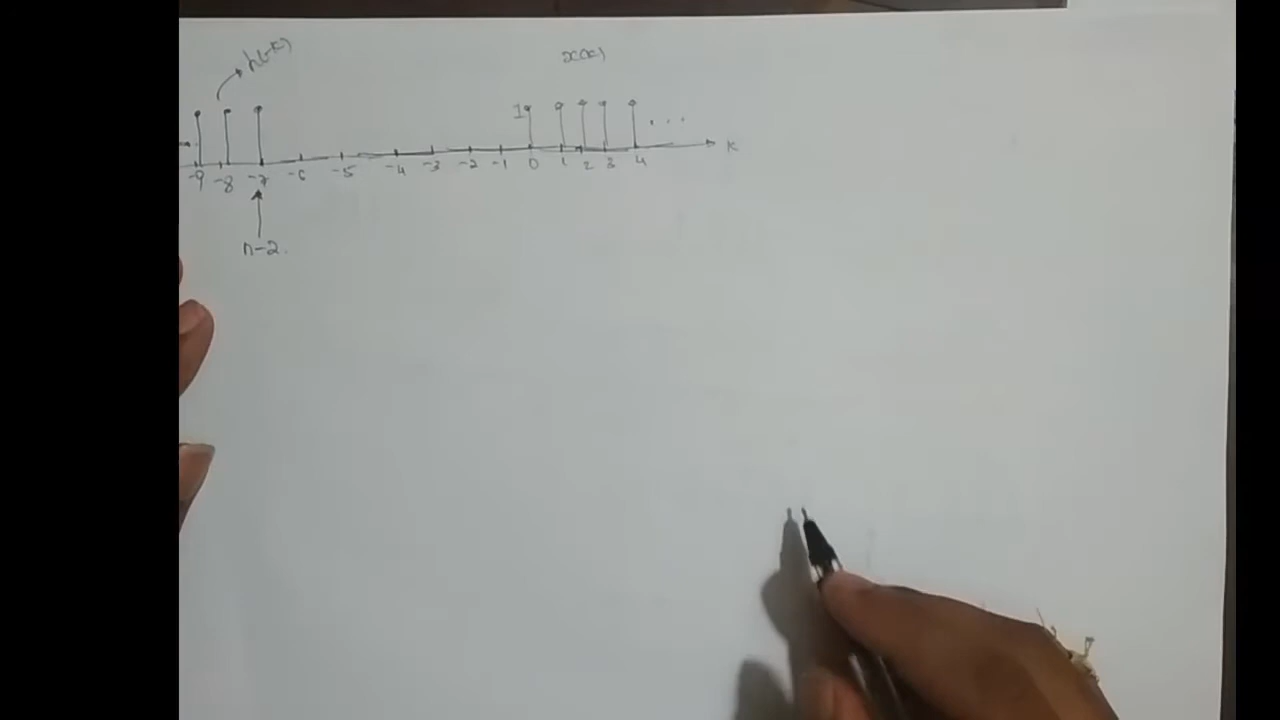 h(-k)
x(k)
1
...
... k
-9 -8 -7 -6 -5 -4 -3 -2 -1 0 1 2 3 4
n-2.